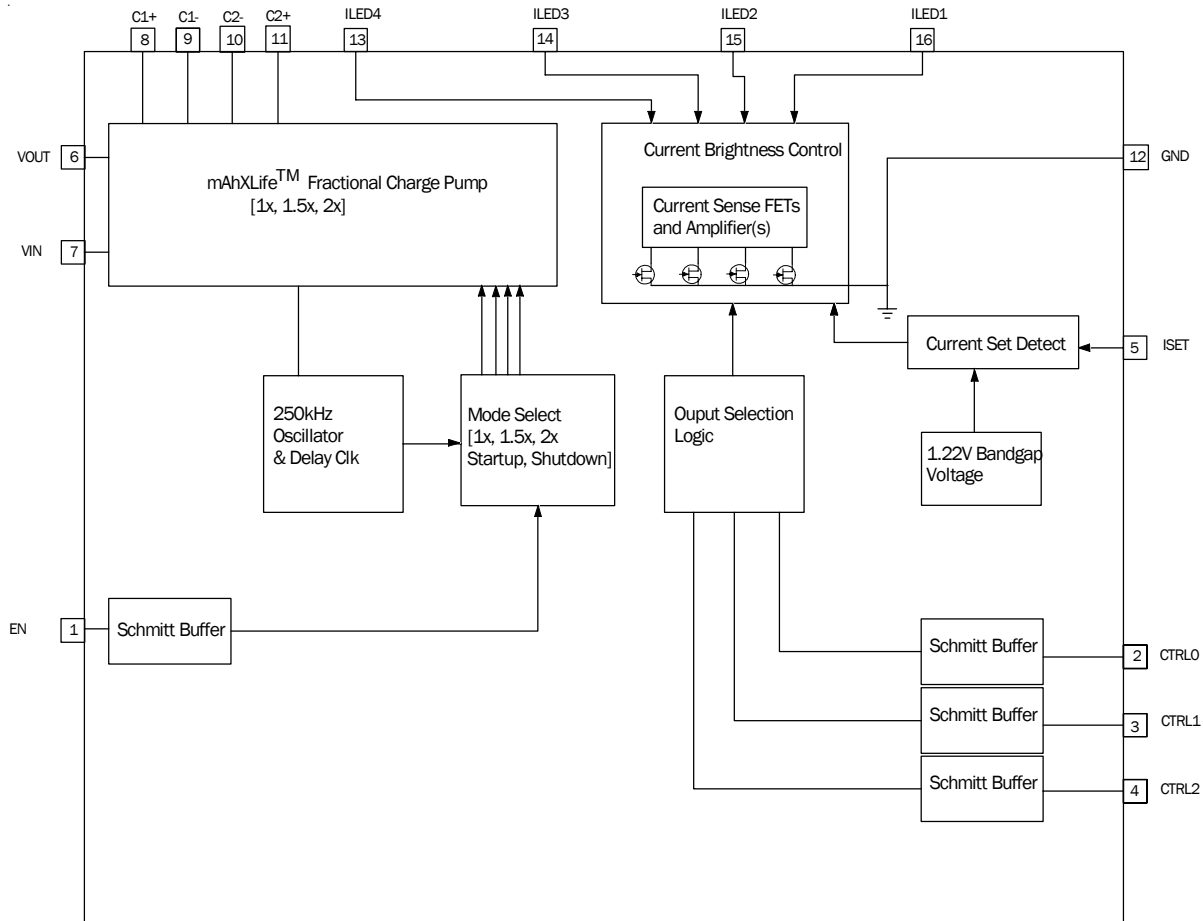 C1+ C1- C2- C2+ ILED4 ILED3 ILED2 ILED1
8 9 10 11 13 14 15 16
VOUT 6
mAhXLife™ Fractional Charge Pump
[1x, 1.5x, 2x]
VIN 7
Current Brightness Control
Current Sense FETs
and Amplifier(s)
12 GND
Current Set Detect
5 ISET
250kHz
Oscillator
& Delay Clk
Mode Select
[1x, 1.5x, 2x
Startup, Shutdown]
Ouput Selection
Logic
1.22V Bandgap
Voltage
EN 1
Schmitt Buffer
Schmitt Buffer
2 CTRL0
Schmitt Buffer
3 CTRL1
Schmitt Buffer
4 CTRL2